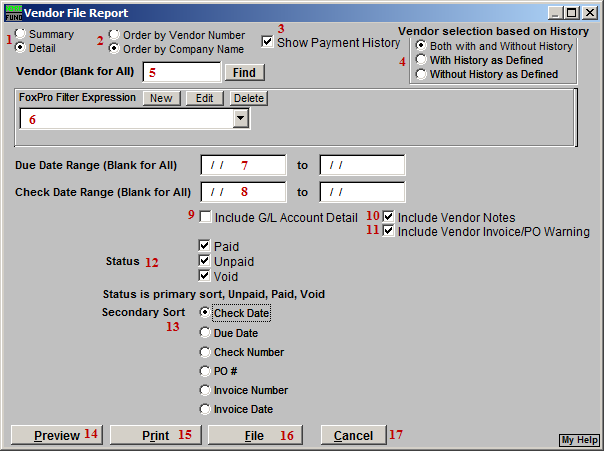 Vendor File Report
FUND
1 Summary
Detail
2 Order by Vendor Number
Order by Company Name
3
Show Payment History
Vendor selection based on History
4 Both with and Without History
With History as Defined
Without History as Defined
Vendor (Blank for All) 5 Find
FoxPro Filter Expression New Edit Delete
6
Due Date Range (Blank for All) / / 7 to / /
Check Date Range (Blank for All) / / 8 to / /
9 Include G/L Account Detail 10 Include Vendor Notes
11 Include Vendor Invoice/PO Warning
Paid
Status 12 Unpaid
Void
Status is primary sort, Unpaid, Paid, Void
Secondary Sort Check Date
13
Due Date
Check Number
PO #
Invoice Number
Invoice Date
Preview 14 Print 15 File 16 Cancel 17
My Help